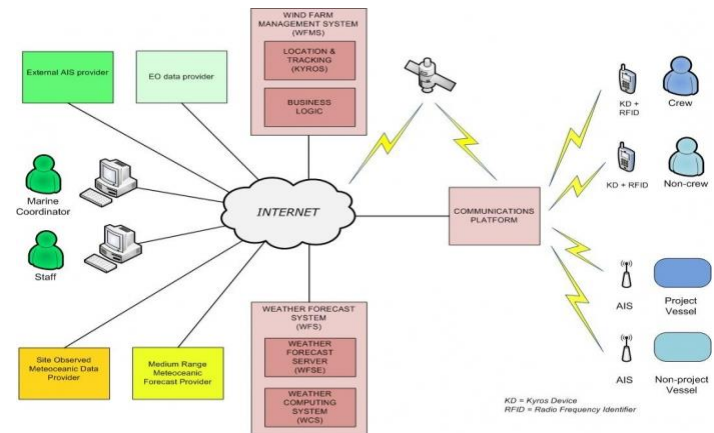 WIND FARM
MANAGEMENT SYSTEM
(WFMS)
LOCATION &
TRACKING
(KYROS)
BUSINESS
LOGIC
External AIS provider
EO data provider
Marine
Coordinator
Staff
INTERNET
COMMUNICATIONS
PLATFORM
KD +
RFID
Crew
KD + RFID
Non-crew
AIS
Project
Vessel
AIS
Non-project
Vessel
Site Observed
Meteoceanic Data
Provider
Medium Range
Meteoceanic
Forecast Provider
WEATHER FORECAST
SYSTEM
(WFS)
WEATHER
FORECAST
SERVER
(WFSE)
WEATHER
COMPUTING
SYSTEM
(WCS)
KD = Kyros Device
RFID = Radio Frequency Identifier